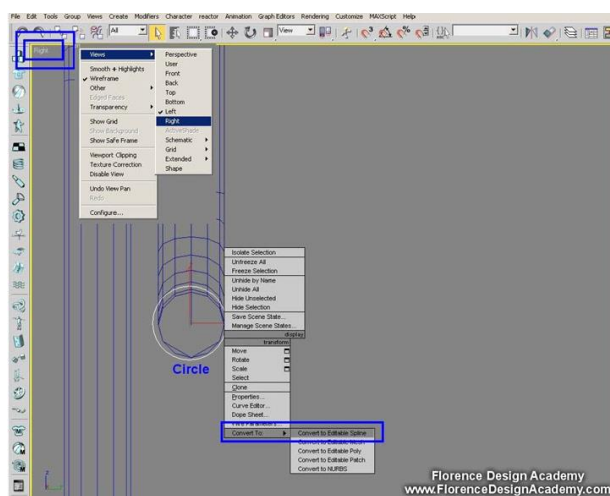 File Edit Tools Group Views Create Modifiers Character reactor Animation Graph Editors Rendering Customize MAXScript Help
All
View
Right
Views
Smooth + Highlights
Wireframe
Other
Edged Faces
Transparency
Show Grid
Show Background
Show Safe Frame
Viewport Clipping
Texture Correction
Disable View
Undo View Pan
Redo
Configure...
Perspective
User
Front
Back
Top
Bottom
Left
Right
ActiveShade
Schematic
Grid
Extended
Shape
Isolate Selection
Unfreeze All
Freeze Selection
Unhide by Name
Unhide All
Hide Unselected
Hide Selection
Save Scene State...
Manage Scene States...
display
transform
Move
Rotate
Scale
Select
Clone
Properties...
Curve Editor...
Dope Sheet...
Wire Parameters...
Convert To:
Convert to Editable Spline
Convert to Editable Mesh
Convert to Editable Poly
Convert to Editable Patch
Convert to NURBS
Circle
Florence Design Academy
www.FlorenceDesignAcademy.com